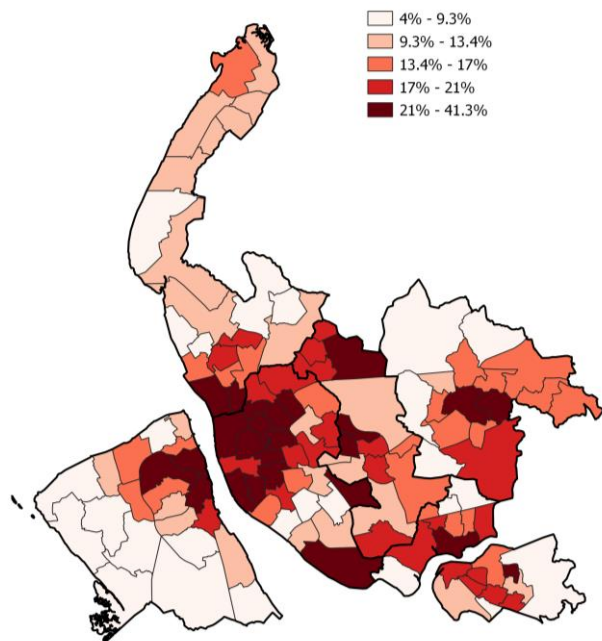 4% - 9.3%
9.3% - 13.4%
13.4% - 17%
17% - 21%
21% - 41.3%